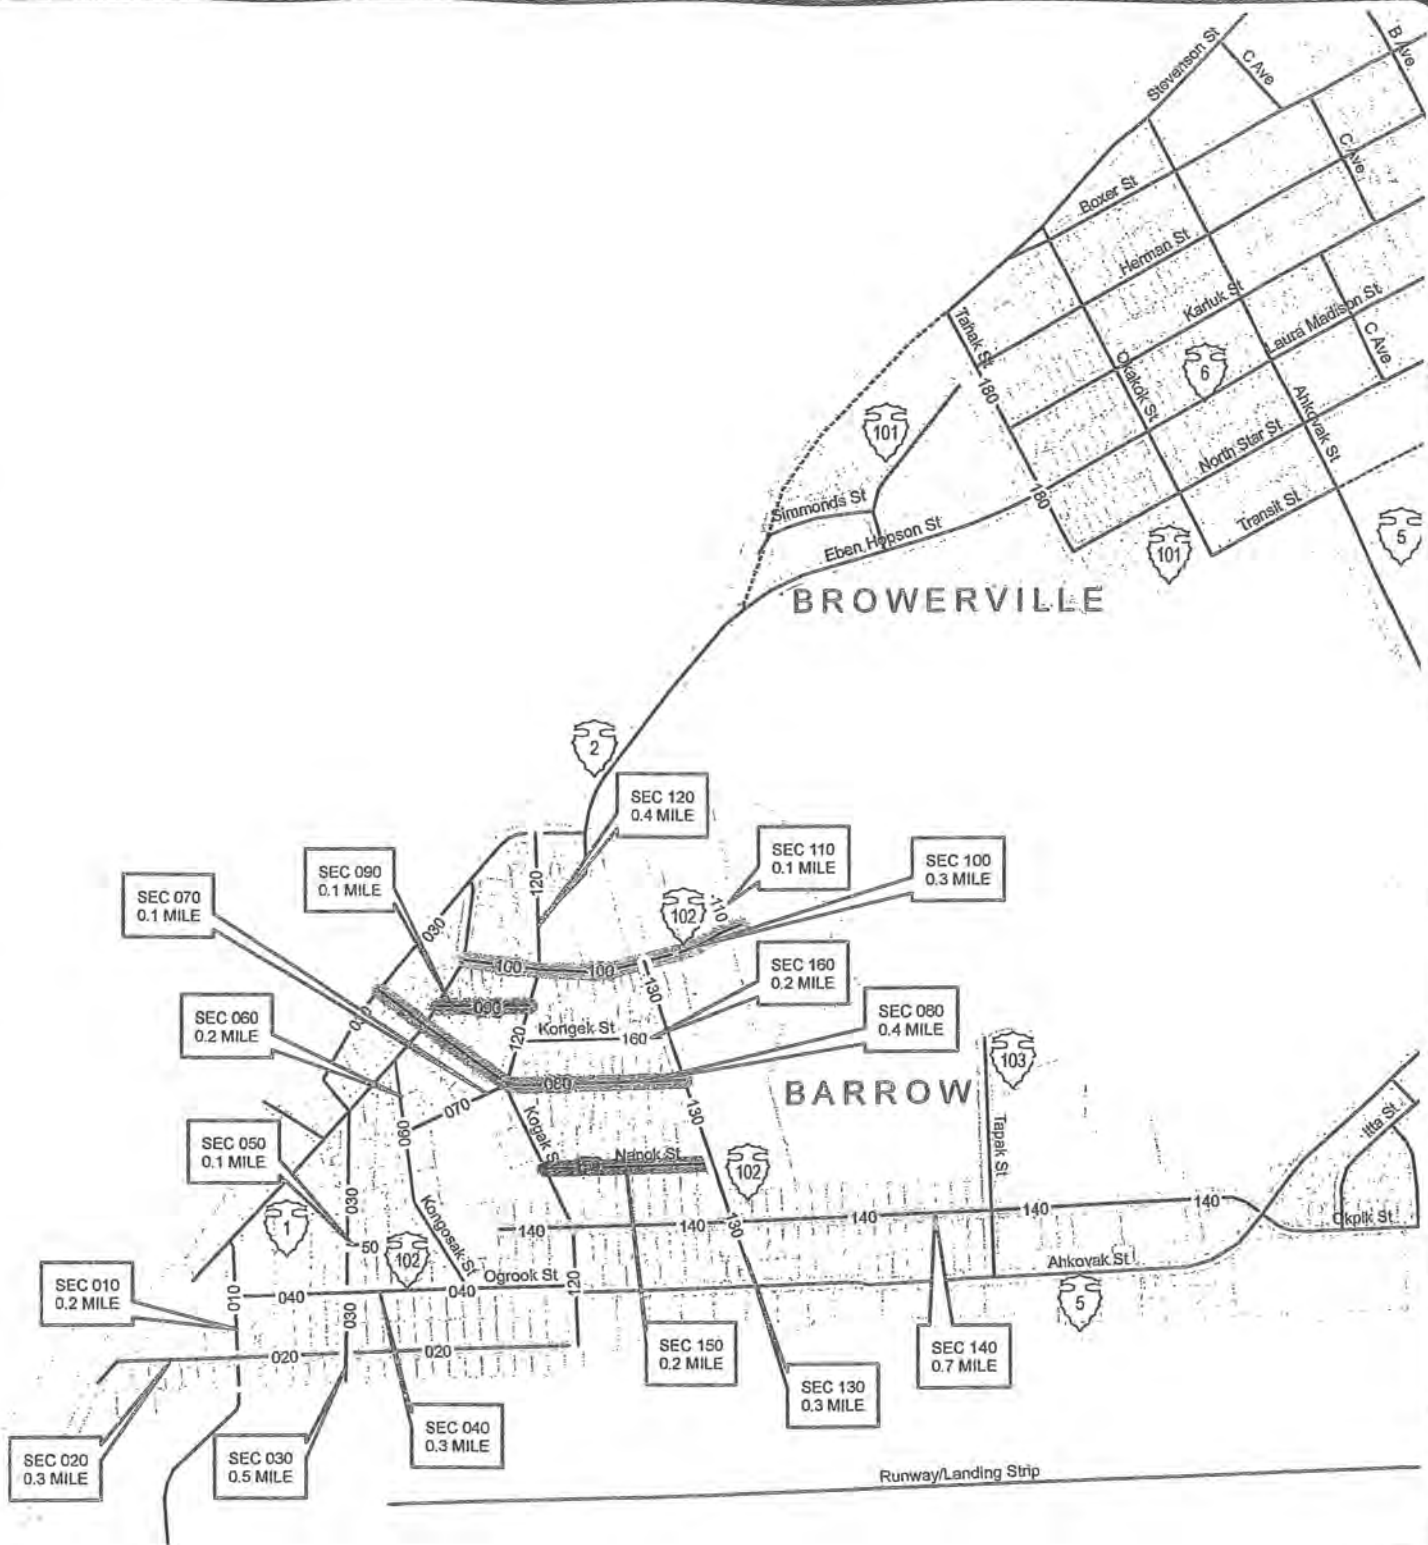 Stevenson St
C Ave
B Ave.
Boxer St
C Ave
Herman St
Karluk St
Laura Madison St
C Ave
Tahak St
180
Okakok St
6
Ahkovak St
101
North Star St
180
Simmonds St
Eben Hopson St
Transit St
101
5
BROWERVILLE
2
SEC 120
0.4 MILE
SEC 110
0.1 MILE
SEC 100
0.3 MILE
SEC 090
0.1 MILE
SEC 070
0.1 MILE
120
110
102
030
100
100
130
SEC 160
0.2 MILE
SEC 060
0.2 MILE
090
SEC 080
0.4 MILE
120
Kongek St
160
103
080
BARROW
070
130
060
Kogak St
Tapak St
Itta St
SEC 050
0.1 MILE
Nanok St
102
030
140
140
130
140
140
140
Okpik St
1
50
102
Kongosak St
Ogrook St
Ahkovak St
SEC 010
0.2 MILE
010
040
040
120
5
030
020
020
SEC 150
0.2 MILE
SEC 140
0.7 MILE
SEC 130
0.3 MILE
SEC 040
0.3 MILE
SEC 020
0.3 MILE
SEC 030
0.5 MILE
Runway/Landing Strip